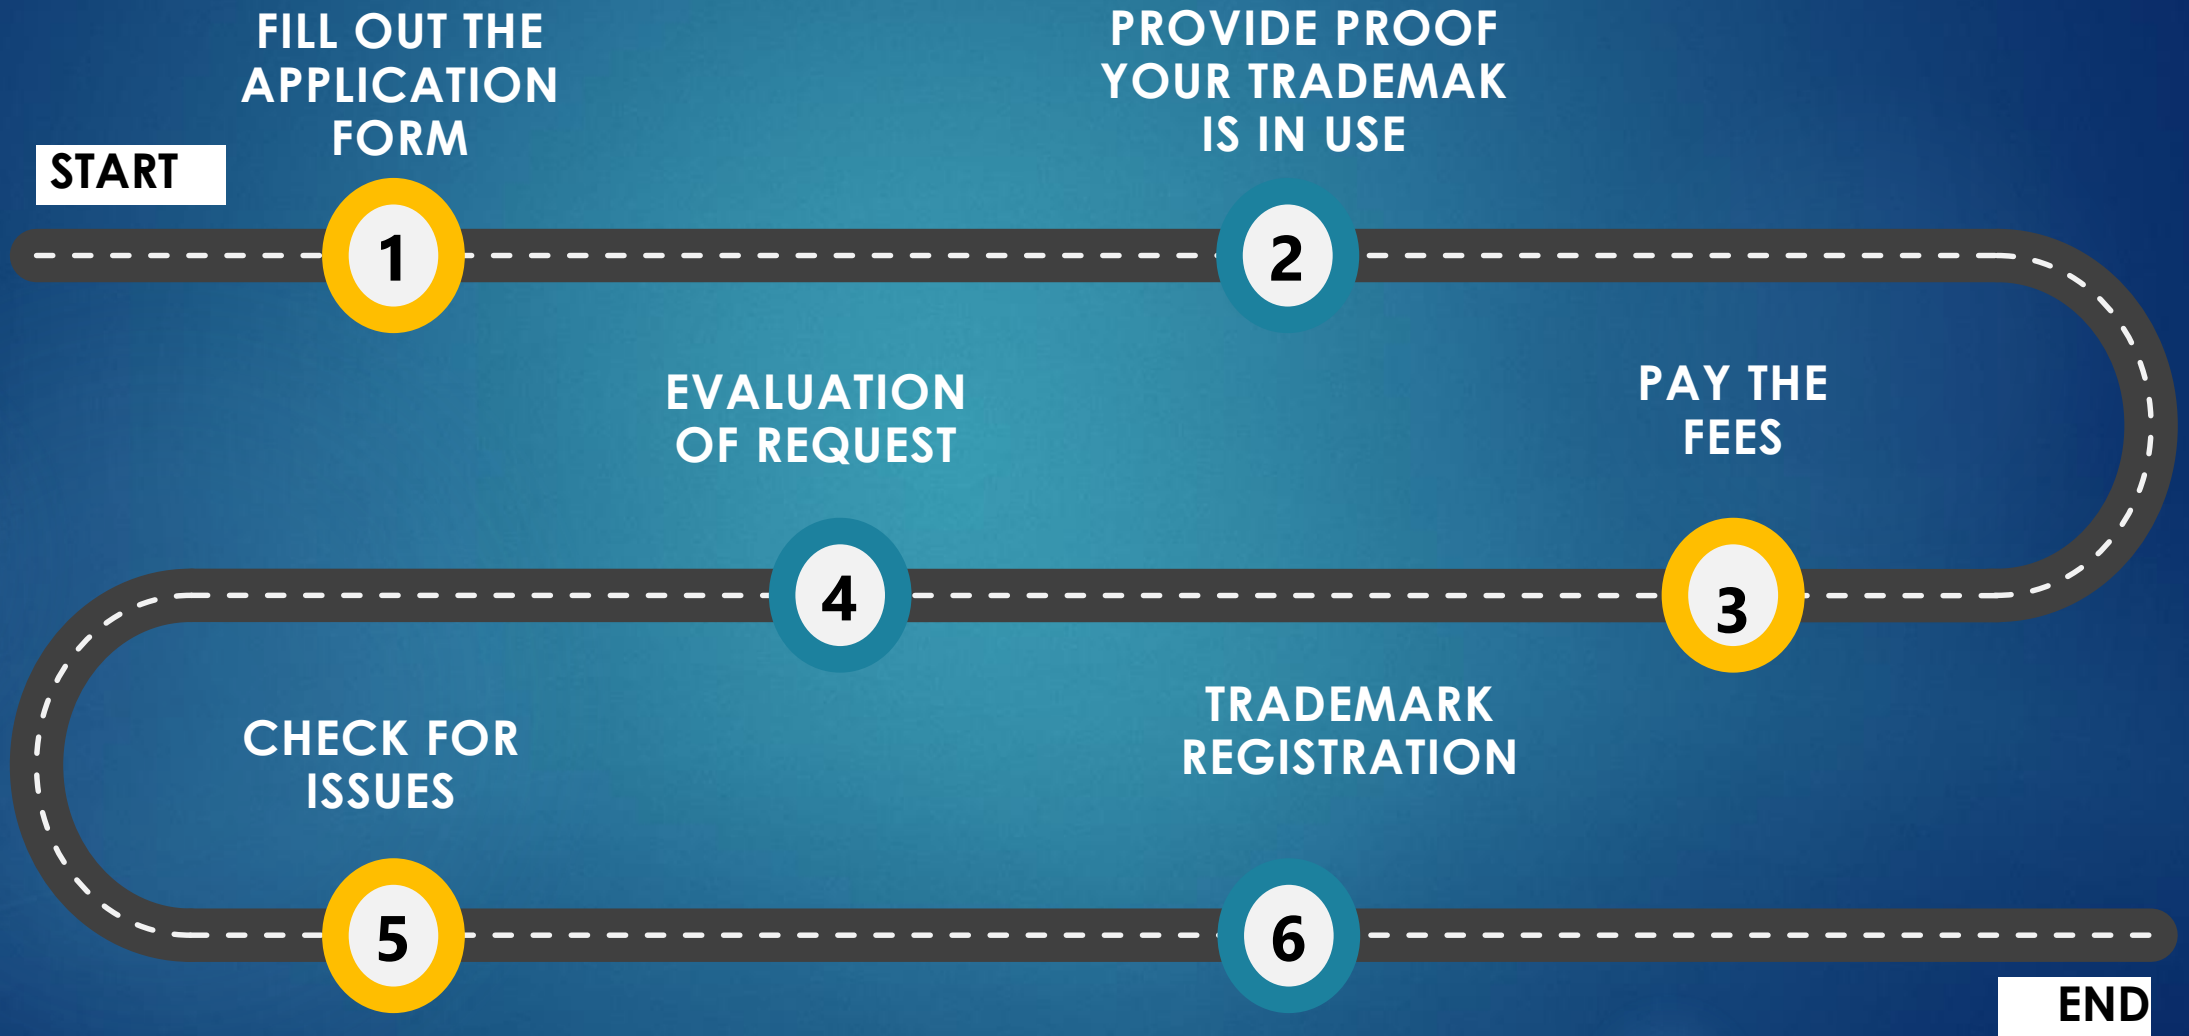 START
FILL OUT THE
APPLICATION
FORM
1
PROVIDE PROOF
YOUR TRADEMAK
IS IN USE
2
PAY THE
FEES
3
EVALUATION
OF REQUEST
4
CHECK FOR
ISSUES
5
TRADEMARK
REGISTRATION
6
END